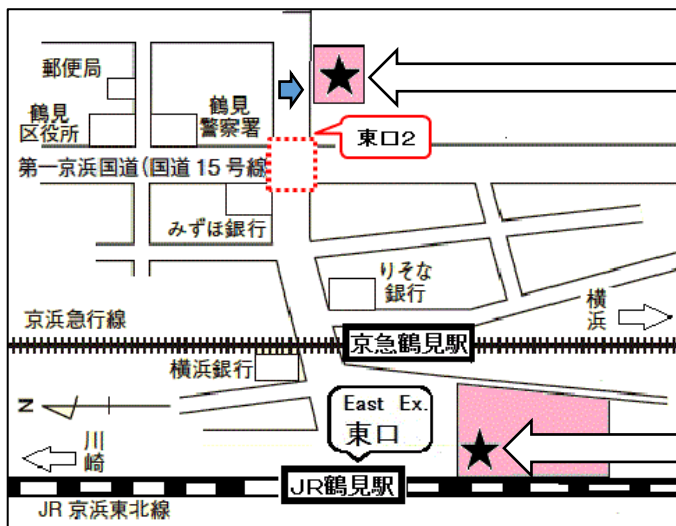 郵便局
鶴見
区役所
鶴見
警察署
東口2
第一京浜国道(国道15号線
みずほ銀行
りそな
銀行
横
浜
京浜急行線
京急鶴見駅
横浜銀行
East Ex.
東口
N
川
崎
JR鶴見駅
JR京浜東北線